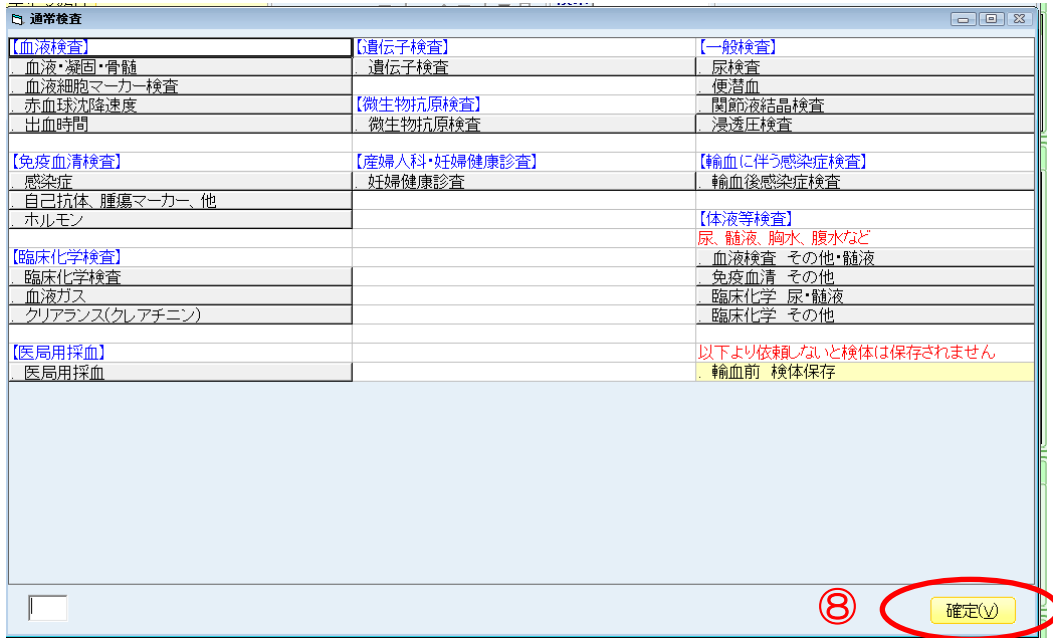 通常検査
【血液検査】
. 血液・凝固・骨髄
. 血液細胞マーカー検査
. 赤血球沈降速度
. 出血時間
【免疫血清検査】
. 感染症
. 自己抗体、腫瘍マーカー、他
. ホルモン
【臨床化学検査】
. 臨床化学検査
. 血液ガス
. クリアランス(クレアチニン)
【医局用採血】
. 医局用採血
【遺伝子検査】
. 遺伝子検査
【微生物抗原検査】
. 微生物抗原検査
【産婦人科・妊婦健康診査】
. 妊婦健康診査
【一般検査】
. 尿検査
. 便潜血
. 関節液結晶検査
. 浸透圧検査
【輸血に伴う感染症検査】
. 輸血後感染症検査
【体液等検査】
尿、髄液、胸水、腹水など
. 血液検査 その他・髄液
. 免疫血清 その他
. 臨床化学 尿・髄液
. 臨床化学 その他
以下より依頼しないと検体は保存されません
. 輸血前 検体保存
⑧
確定(V)